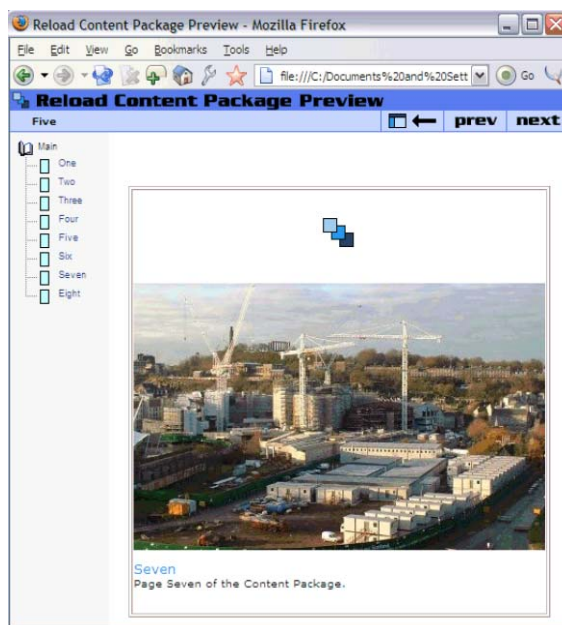 Reload Content Package Preview - Mozilla Firefox
File Edit View Go Bookmarks Tools Help
file:///C:/Documents%20and%20Sett Go
Reload Content Package Preview
Five prev next
Main
One
Two
Three
Four
Five
Six
Seven
Eight
Seven
Page Seven of the Content Package.